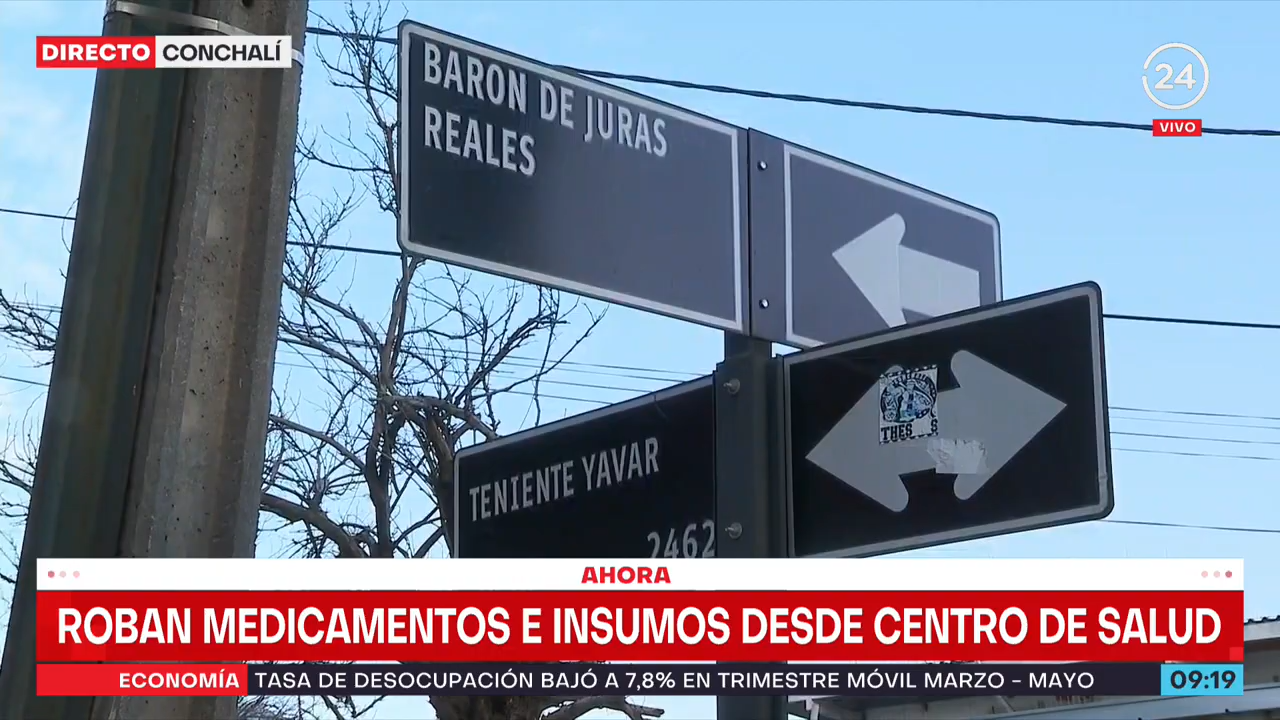 DIRECTO CONCHALÍ
24
VIVO
BARON DE JURAS
REALES
TENIENTE YAVAR
2462
AHORA
ROBAN MEDICAMENTOS E INSUMOS DESDE CENTRO DE SALUD
ECONOMÍA TASA DE DESOCUPACIÓN BAJÓ A 7,8% EN TRIMESTRE MÓVIL MARZO - MAYO 09:19